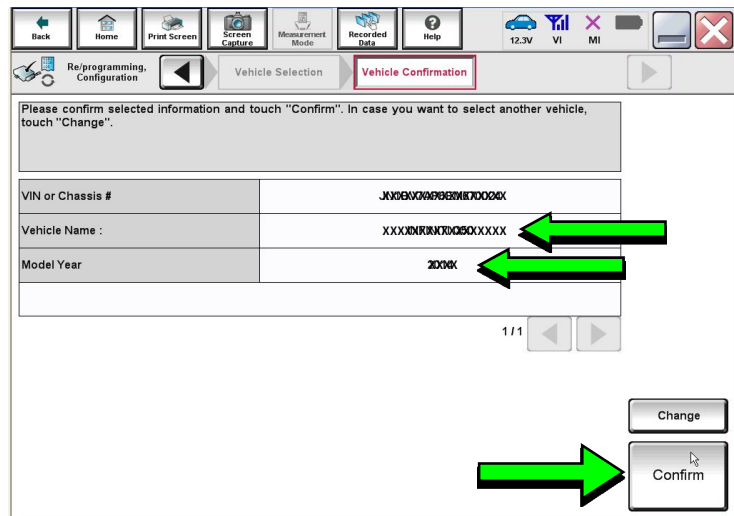 Back
Home
Print Screen
Screen
Capture
Measurement
Mode
Recorded
Data
Help
12.3V
VI
MI
Re/programming,
Configuration
Vehicle Selection
Vehicle Confirmation
Please confirm selected information and touch "Confirm". In case you want to select another vehicle,
touch "Change".
VIN or Chassis #
Vehicle Name :
Model Year
1/1
Change
Confirm